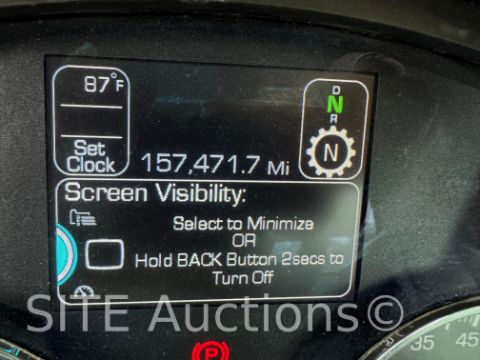 87°F
D
N
R
N
Set
Clock
157,471.7 Mi
Screen Visibility:
Select to Minimize
OR
Hold BACK Button 2secs to
Turn Off
© SITE Auctions ©
P
35
45